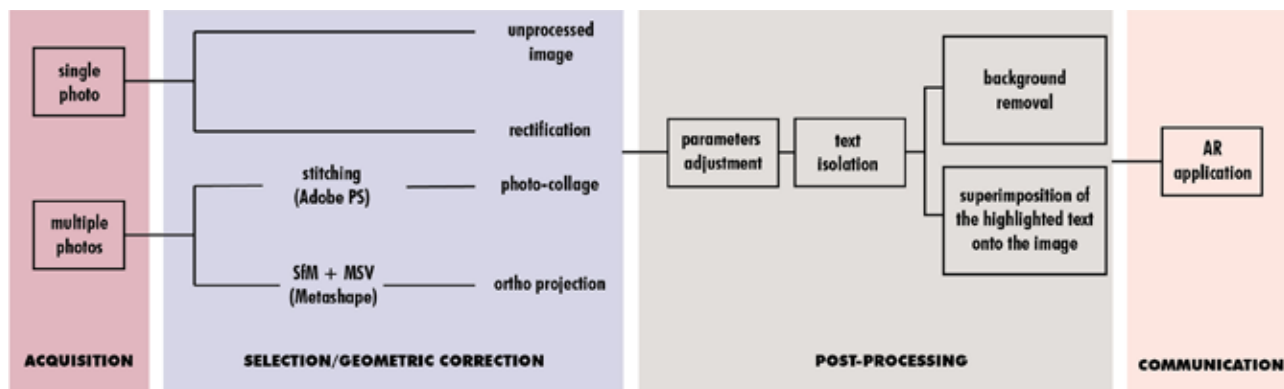 single
photo
multiple
photos
ACQUISITION
unprocessed
image
rectification
stitching
(Adobe PS)
photo-collage
SfM + MSV
(Metashape)
ortho projection
SELECTION/GEOMETRIC CORRECTION
parameters
adjustment
text
isolation
background
removal
superimposition of
the highlighted text
onto the image
POST-PROCESSING
AR
application
COMMUNICATION